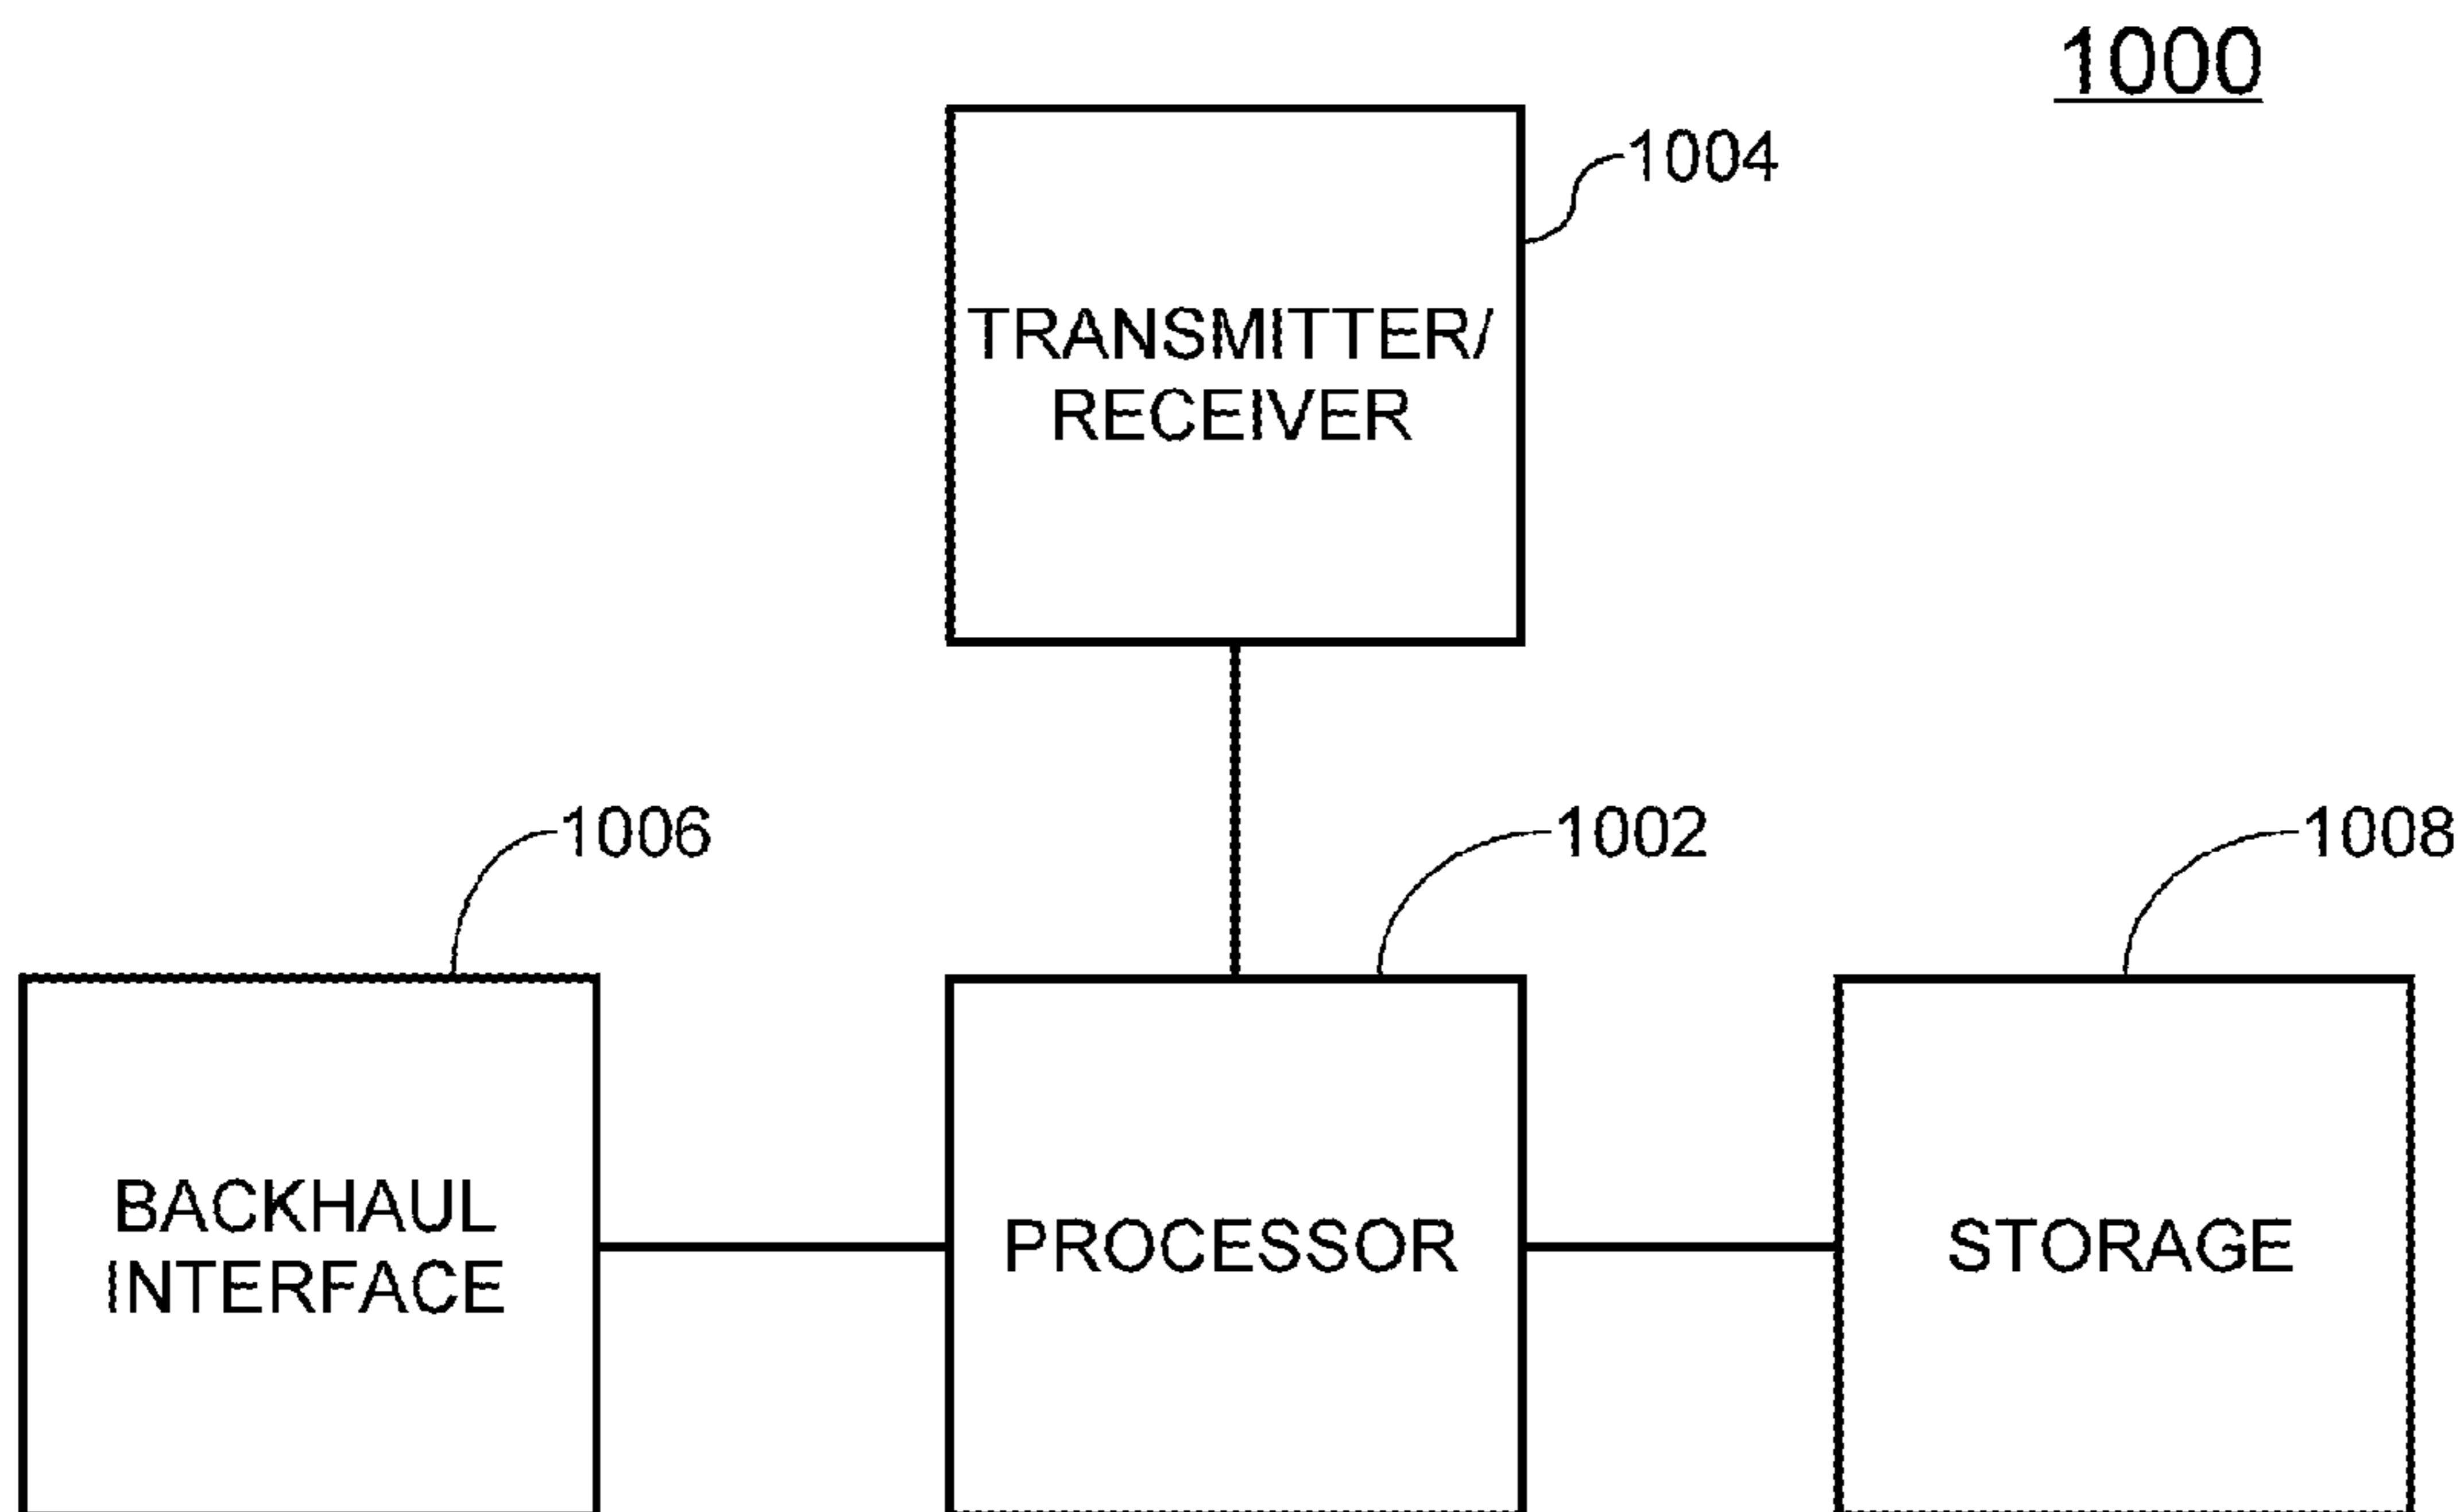 1000
1004
TRANSMITTER/
RECEIVER
1006
1002
1008
BACKHAUL
INTERFACE
PROCESSOR
STORAGE